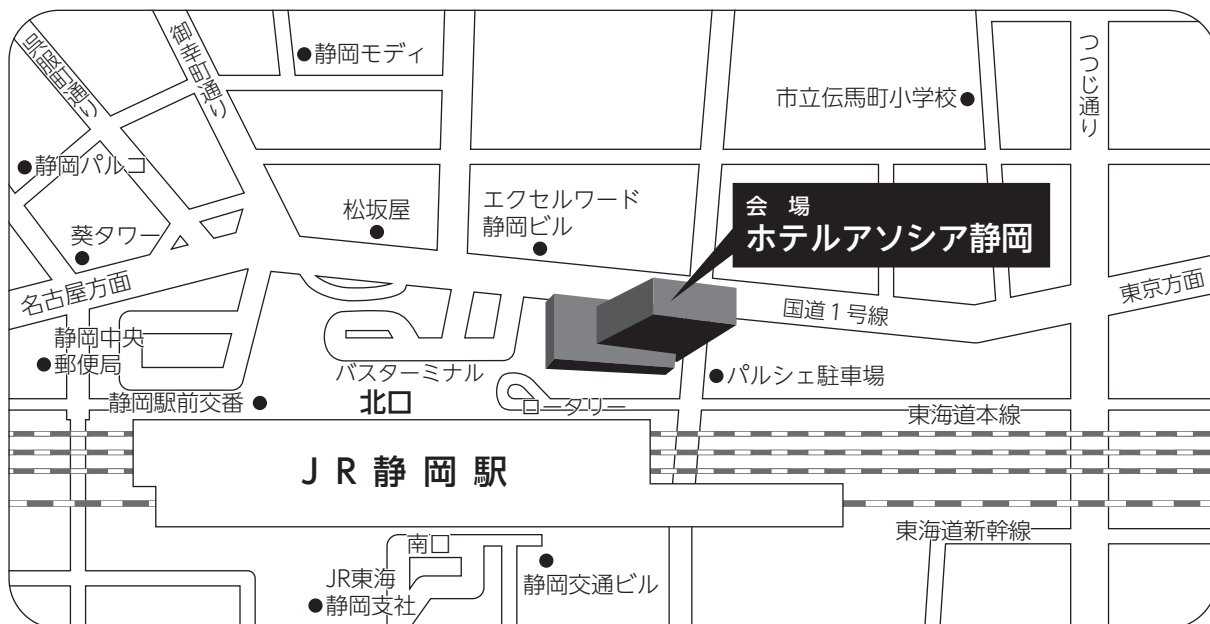 呉服町通り
御幸町通り
静岡モディ
市立伝馬町小学校
つつじ通り
静岡パルコ
松坂屋
エクセルワード
静岡ビル
会 場
ホテルアソシア静岡
葵タワー
名古屋方面
国道1号線
東京方面
静岡中央
郵便局
バスターミナル
パルシェ駐車場
静岡駅前交番
北口
ロータリー
東海道本線
JR静岡駅
東海道新幹線
南口
JR東海
静岡支社
静岡交通ビル